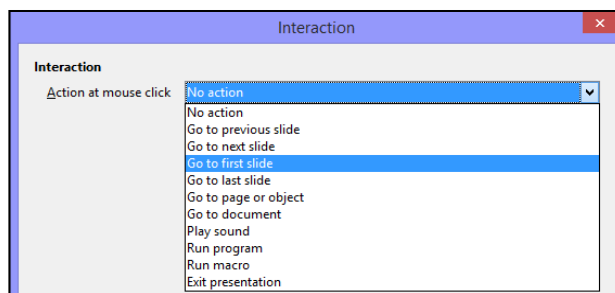 Interaction
Interaction
Action at mouse click No action
No action
Go to previous slide
Go to next slide
Go to first slide
Go to last slide
Go to page or object
Go to document
Play sound
Run program
Run macro
Exit presentation